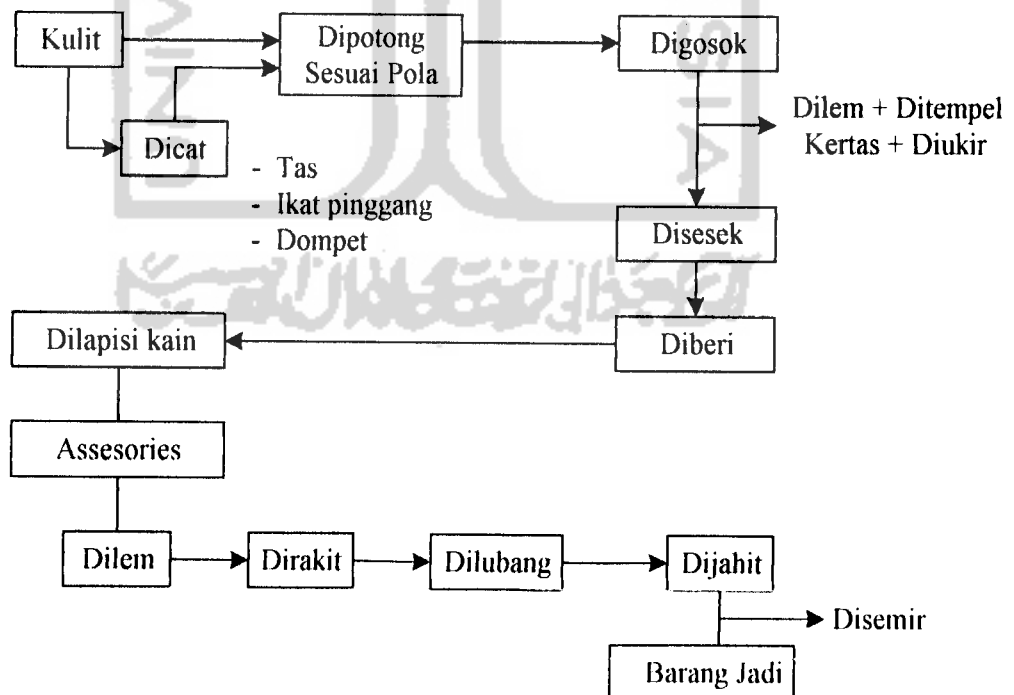 Kulit
Dipotong
Sesuai Pola
Digosok
Dilem + Ditempel
Kertas + Diukir
Dicat
- Tas
- Ikat pinggang
- Dompet
Disesek
Diberi
Dilapisi kain
Assesories
Dilem
Dirakit
Dilubang
Dijahit
Disemir
Barang Jadi